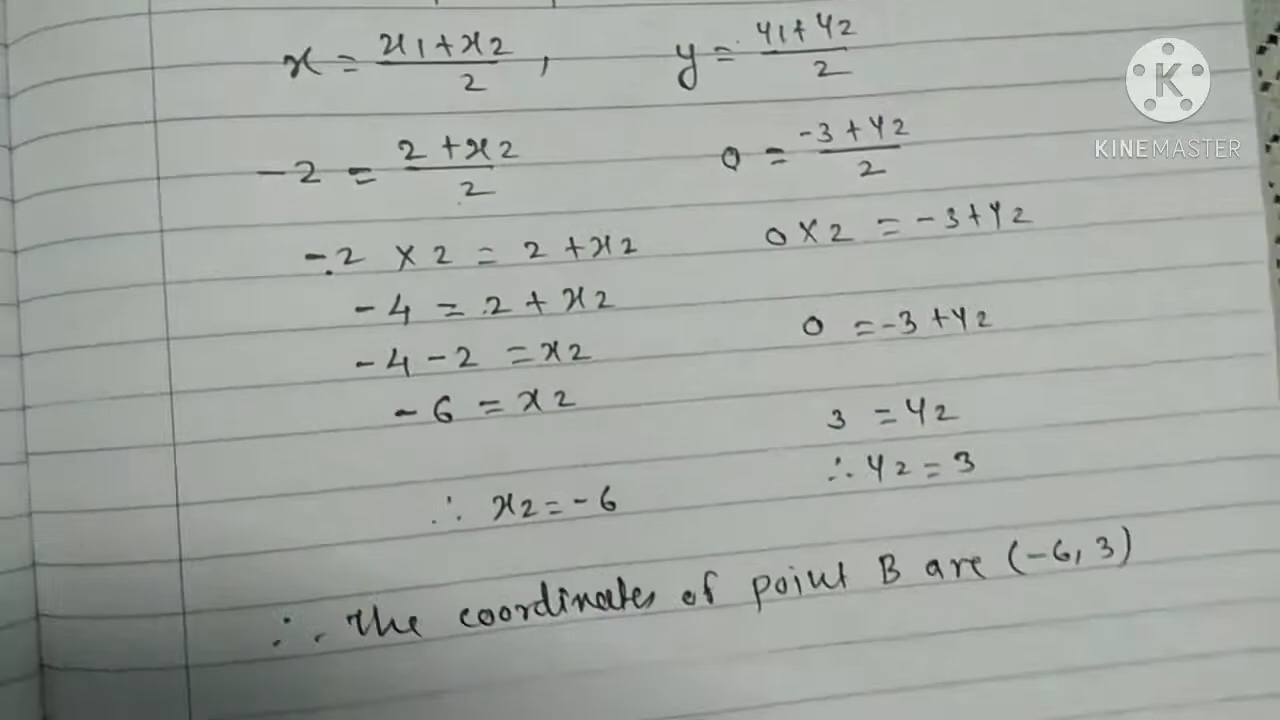 x = x1+x2/2 , y = y1+y2/2
K
KINEMASTER
-2 = 2+x2/2 0 = -3+y2/2
-2 × 2 = 2+x2 0×2 = -3+y2
-4 = 2+x2 0 = -3+y2
-4-2 = x2
-6 = x2 3 = y2
∴ x2 = -6 ∴ y2 = 3
∴ The coordinates of point B are (-6, 3)